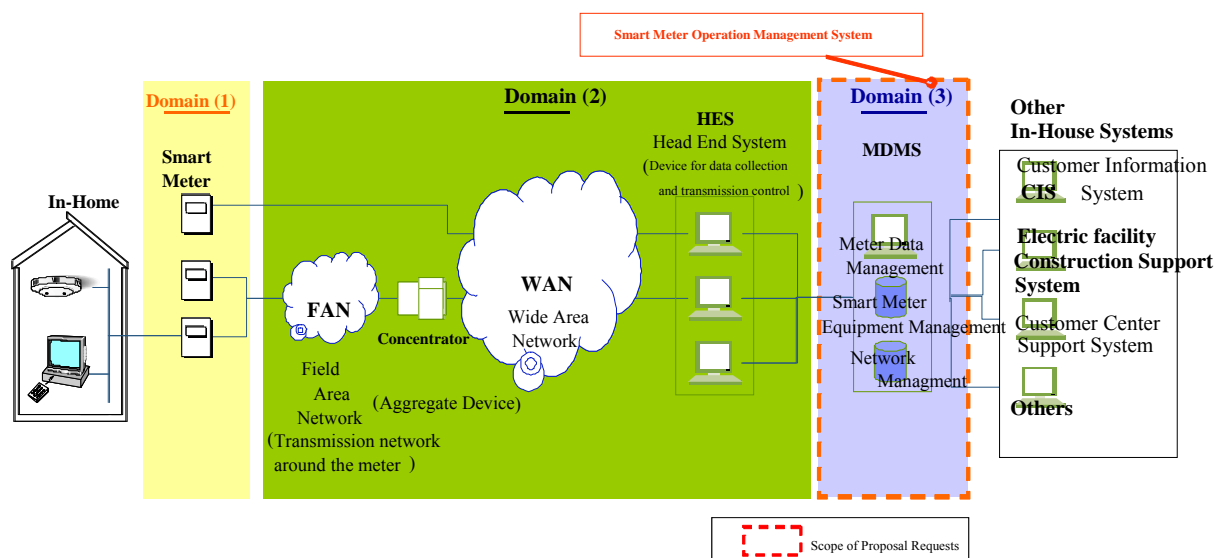 Smart Meter Operation Management System
Domain (1)
Domain (2)
Domain (3)
In-Home
Smart
Meter
FAN
Field
Area
Network
(Transmission network
around the meter)
Concentrator
(Aggregate Device)
WAN
Wide Area
Network
HES
Head End System
(Device for data collection
and transmission control)
MDMS
Meter Data
Management
Smart Meter
Equipment Management
Network
Managment
Other
In-House Systems
Customer Information
CIS System
Electric facility
Construction Support
System
Customer Center
Support System
Others
Scope of Proposal Requests